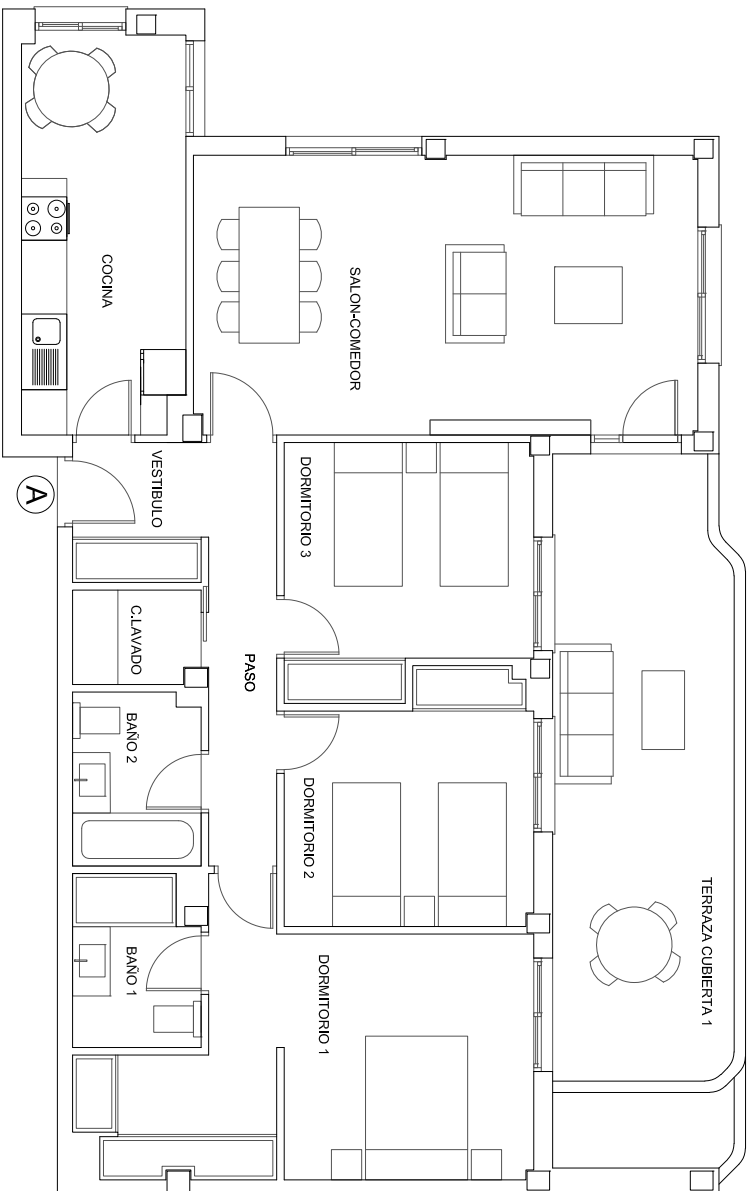 COCINA
SALON-COMEDOR
VESTIBULO
A
DORMITORIO 3
C.LAVADO
PASO
BAÑO 2
DORMITORIO 2
TERRAZA CUBIERTA 1
BAÑO 1
DORMITORIO 1